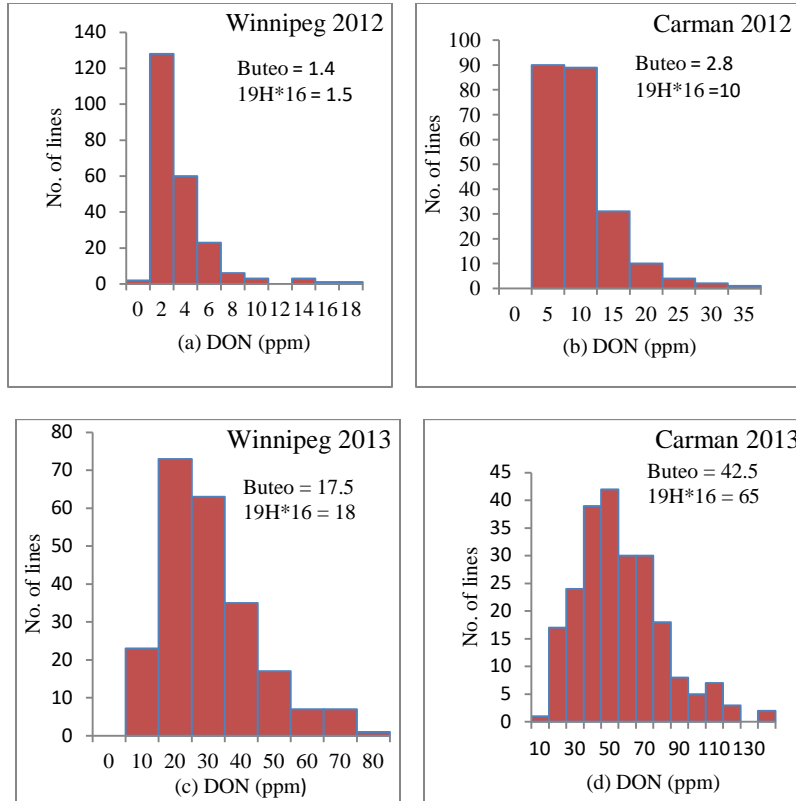 Winnipeg 2012
Buteo = 1.4
19H*16 = 1.5
No. of lines
140
120
100
80
60
40
20
0
0 2 4 6 8 10 12 14 16 18
(a) DON (ppm)
Carman 2012
Buteo = 2.8
19H*16 =10
No. of lines
100
90
80
70
60
50
40
30
20
10
0
0 5 10 15 20 25 30 35
(b) DON (ppm)
Winnipeg 2013
Buteo = 17.5
19H*16 = 18
No. of lines
80
70
60
50
40
30
20
10
0
0 10 20 30 40 50 60 70 80
(c) DON (ppm)
Carman 2013
Buteo = 42.5
19H*16 = 65
No. of lines
45
40
35
30
25
20
15
10
5
0
10 30 50 70 90 110 130
(d) DON (ppm)